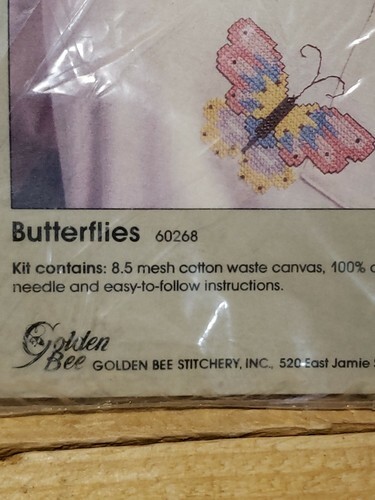 Butterflies 60268
Kit contains: 8.5 mesh cotton waste canvas, 100%
needle and easy-to-follow instructions.
Golden
Bee GOLDEN BEE STITCHERY, INC., 520 East Jamie